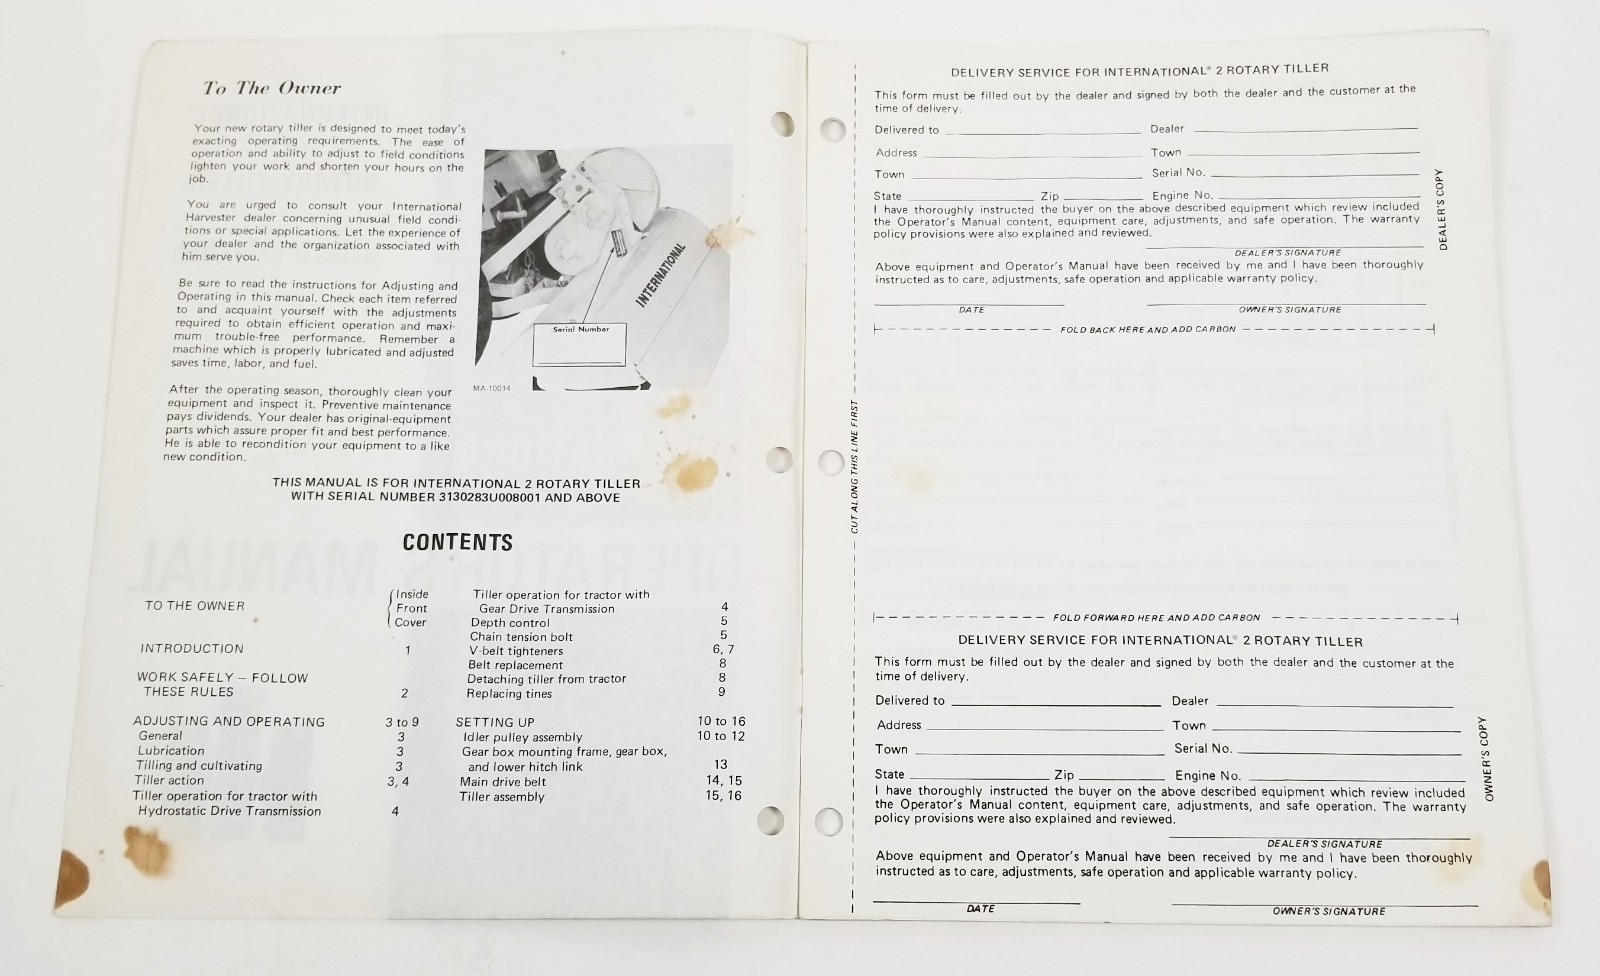 To The Owner
Your new rotary tiller is designed to meet today's
exacting operating requirements. The ease of
operation and ability to adjust to field conditions
lighten your work and shorten your hours on the
job.
You are urged to consult your International
Harvester dealer concerning unusual field condi-
tions or special applications. Let the experience of
your dealer and the organization associated with
him serve you.
Be sure to read the instructions for Adjusting and
Operating in this manual. Check each item referred
to and acquaint yourself with the adjustments
required to obtain efficient operation and maxi-
mum trouble-free performance. Remember a
machine which is properly lubricated and adjusted
saves time, labor, and fuel.
After the operating season, thoroughly clean your
equipment and inspect it. Preventive maintenance
pays dividends. Your dealer has original-equipment
parts which assure proper fit and best performance.
He is able to recondition your equipment to a like
new condition.
INTERNATIONAL
Serial Number
MA-10014
THIS MANUAL IS FOR INTERNATIONAL 2 ROTARY TILLER
WITH SERIAL NUMBER 3130283U008001 AND ABOVE
CONTENTS
TO THE OWNER Inside Front Cover
INTRODUCTION 1
WORK SAFELY – FOLLOW
THESE RULES 2
ADJUSTING AND OPERATING 3 to 9
General 3
Lubrication 3
Tilling and cultivating 3
Tiller action 3, 4
Tiller operation for tractor with
Hydrostatic Drive Transmission 4
Tiller operation for tractor with
Gear Drive Transmission 4
Depth control 5
Chain tension bolt 5
V-belt tighteners 6, 7
Belt replacement 8
Detaching tiller from tractor 8
Replacing tines 9
SETTING UP 10 to 16
Idler pulley assembly 10 to 12
Gear box mounting frame, gear box,
and lower hitch link 13
Main drive belt 14, 15
Tiller assembly 15, 16
CUT ALONG THIS LINE FIRST
DELIVERY SERVICE FOR INTERNATIONAL® 2 ROTARY TILLER
This form must be filled out by the dealer and signed by both the dealer and the customer at the
time of delivery.
Delivered to Dealer
Address Town
Town Serial No.
State Zip Engine No.
I have thoroughly instructed the buyer on the above described equipment which review included
the Operator's Manual content, equipment care, adjustments, and safe operation. The warranty
policy provisions were also explained and reviewed.
DEALER'S SIGNATURE
Above equipment and Operator's Manual have been received by me and I have been thoroughly
instructed as to care, adjustments, safe operation and applicable warranty policy.
DATE OWNER'S SIGNATURE
DEALER'S COPY
FOLD BACK HERE AND ADD CARBON
FOLD FORWARD HERE AND ADD CARBON
DELIVERY SERVICE FOR INTERNATIONAL® 2 ROTARY TILLER
This form must be filled out by the dealer and signed by both the dealer and the customer at the
time of delivery.
Delivered to Dealer
Address Town
Town Serial No.
State Zip Engine No.
I have thoroughly instructed the buyer on the above described equipment which review included
the Operator's Manual content, equipment care, adjustments, and safe operation. The warranty
policy provisions were also explained and reviewed.
DEALER'S SIGNATURE
Above equipment and Operator's Manual have been received by me and I have been thoroughly
instructed as to care, adjustments, safe operation and applicable warranty policy.
DATE OWNER'S SIGNATURE
OWNER'S COPY